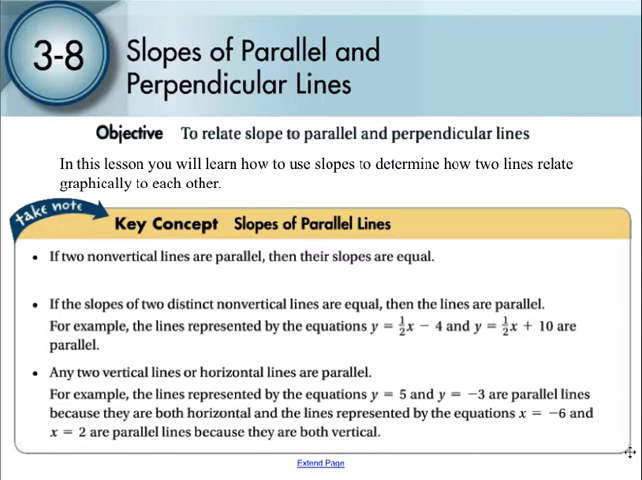 3-8
Slopes of Parallel and
Perpendicular Lines
Objective To relate slope to parallel and perpendicular lines
In this lesson you will learn how to use slopes to determine how two lines relate
graphically to each other.
take note
Key Concept Slopes of Parallel Lines
• If two nonvertical lines are parallel, then their slopes are equal.
• If the slopes of two distinct nonvertical lines are equal, then the lines are parallel.
For example, the lines represented by the equations y = 1/2x − 4 and y = 1/2x + 10 are
parallel.
• Any two vertical lines or horizontal lines are parallel.
For example, the lines represented by the equations y = 5 and y = −3 are parallel lines
because they are both horizontal and the lines represented by the equations x = −6 and
x = 2 are parallel lines because they are both vertical.
Extend Page